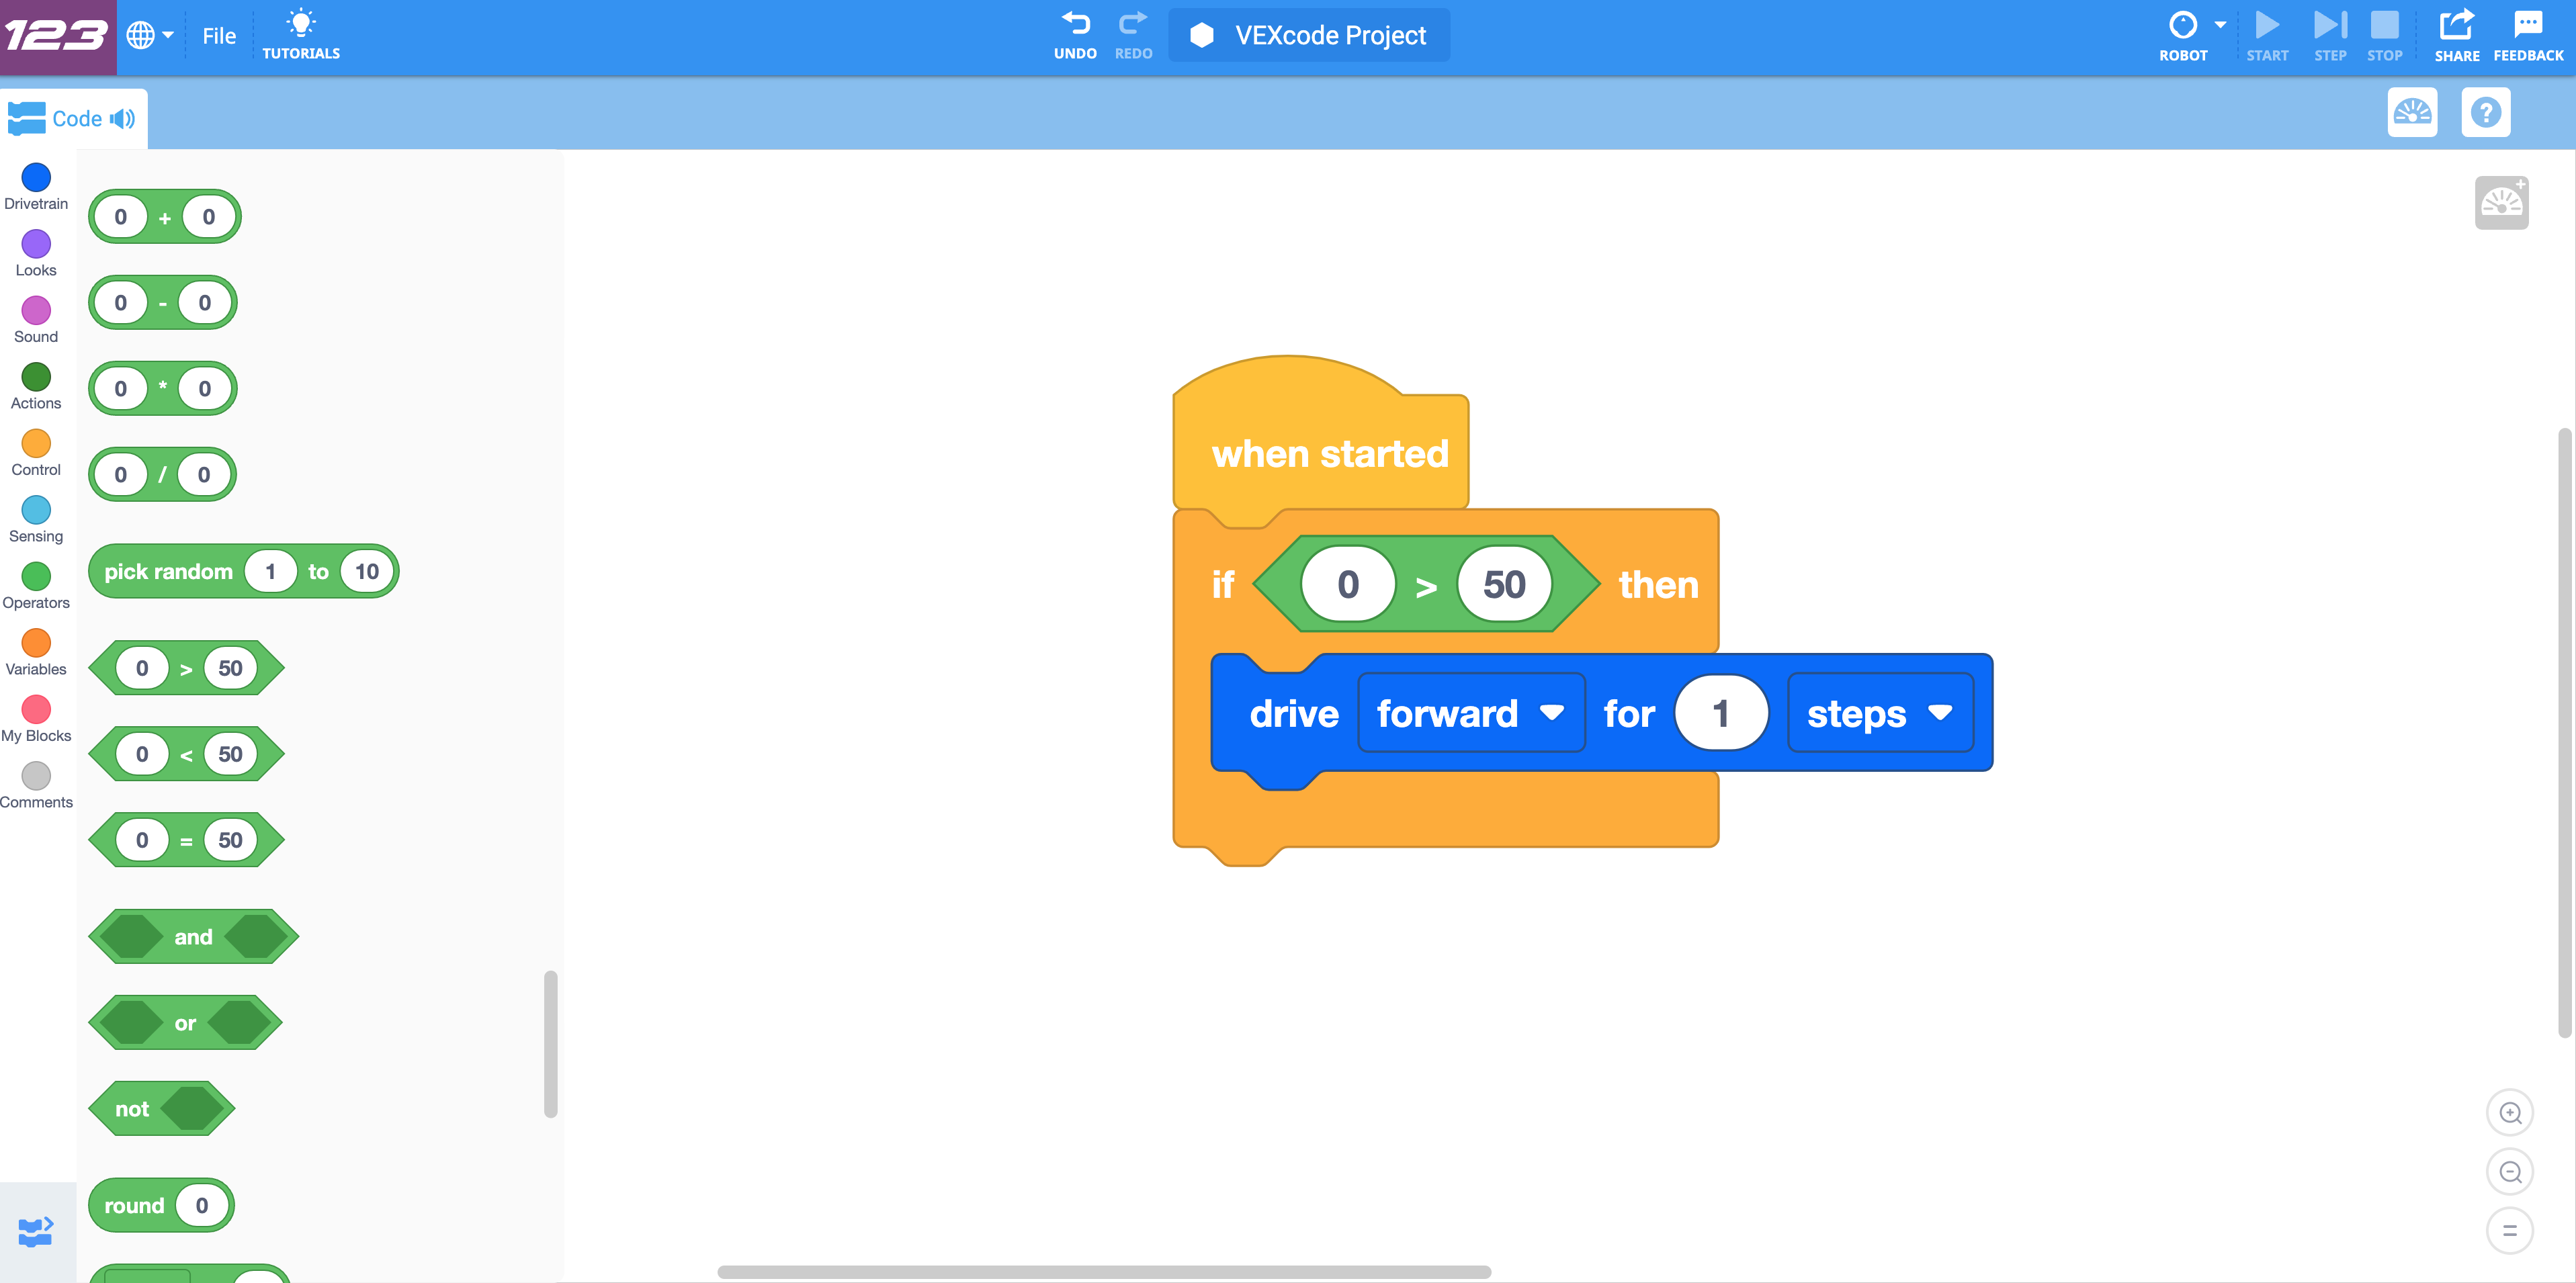 123
File
TUTORIALS
UNDO
REDO
VEXcode Project
ROBOT
START
STEP
STOP
SHARE
FEEDBACK
Code
?
Drivetrain
Looks
Sound
Actions
Control
Sensing
Operators
Variables
My Blocks
Comments
0 + 0
0 - 0
0 * 0
0 / 0
pick random 1 to 10
0 > 50
0 < 50
0 = 50
and
or
not
round 0
when started
if 0 > 50 then
drive forward for 1 steps